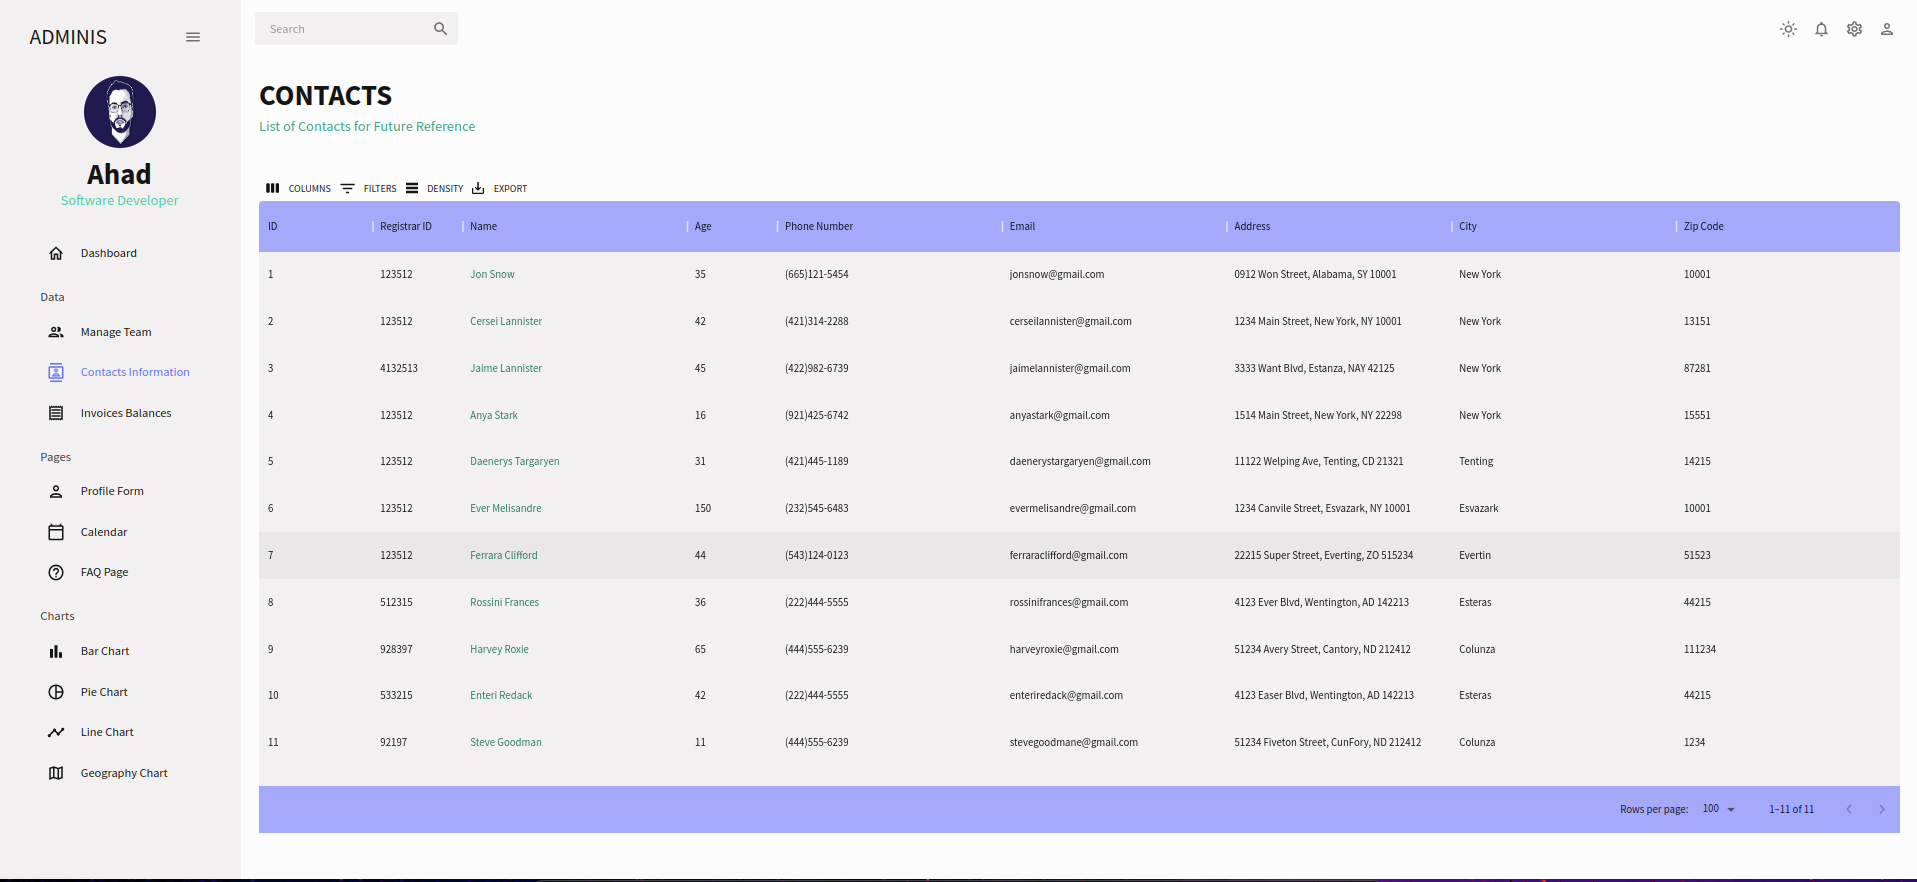 ADMINIS
Ahad
Software Developer
Dashboard
Data
Manage Team
Contacts Information
Invoices Balances
Pages
Profile Form
Calendar
FAQ Page
Charts
Bar Chart
Pie Chart
Line Chart
Geography Chart
Search
CONTACTS
List of Contacts for Future Reference
COLUMNS FILTERS DENSITY EXPORT
ID Registrar ID Name Age Phone Number Email Address City Zip Code
1 123512 Jon Snow 35 (665)121-5454 jonsnow@gmail.com 0912 Won Street, Alabama, SY 10001 New York 10001
2 123512 Cersei Lannister 42 (421)314-2288 cerseilannister@gmail.com 1234 Main Street, New York, NY 10001 New York 13151
3 4132513 Jaime Lannister 45 (422)982-6739 jaimelannister@gmail.com 3333 Want Blvd, Estanza, NAY 42125 New York 87281
4 123512 Anya Stark 16 (921)425-6742 anyastark@gmail.com 1514 Main Street, New York, NY 22298 New York 15551
5 123512 Daenerys Targaryen 31 (421)445-1189 daenerystargaryen@gmail.com 11122 Welping Ave, Tenting, CD 21321 Tenting 14215
6 123512 Ever Melisandre 150 (232)545-6483 evermelisandre@gmail.com 1234 Canvile Street, Esvazark, NY 10001 Esvazark 10001
7 123512 Ferrara Clifford 44 (543)124-0123 ferraraclifford@gmail.com 22215 Super Street, Everting, ZO 515234 Evertin 51523
8 512315 Rossini Frances 36 (222)444-5555 rossinifrances@gmail.com 4123 Ever Blvd, Wentington, AD 142213 Esteras 44215
9 928397 Harvey Roxie 65 (444)555-6239 harveyroxie@gmail.com 51234 Avery Street, Cantory, ND 212412 Colunza 111234
10 533215 Enteri Redack 42 (222)444-5555 enteriredack@gmail.com 4123 Easer Blvd, Wentington, AD 142213 Esteras 44215
11 92197 Steve Goodman 11 (444)555-6239 stevegoodmane@gmail.com 51234 Fiveton Street, CunFory, ND 212412 Colunza 1234
Rows per page: 100 1–11 of 11